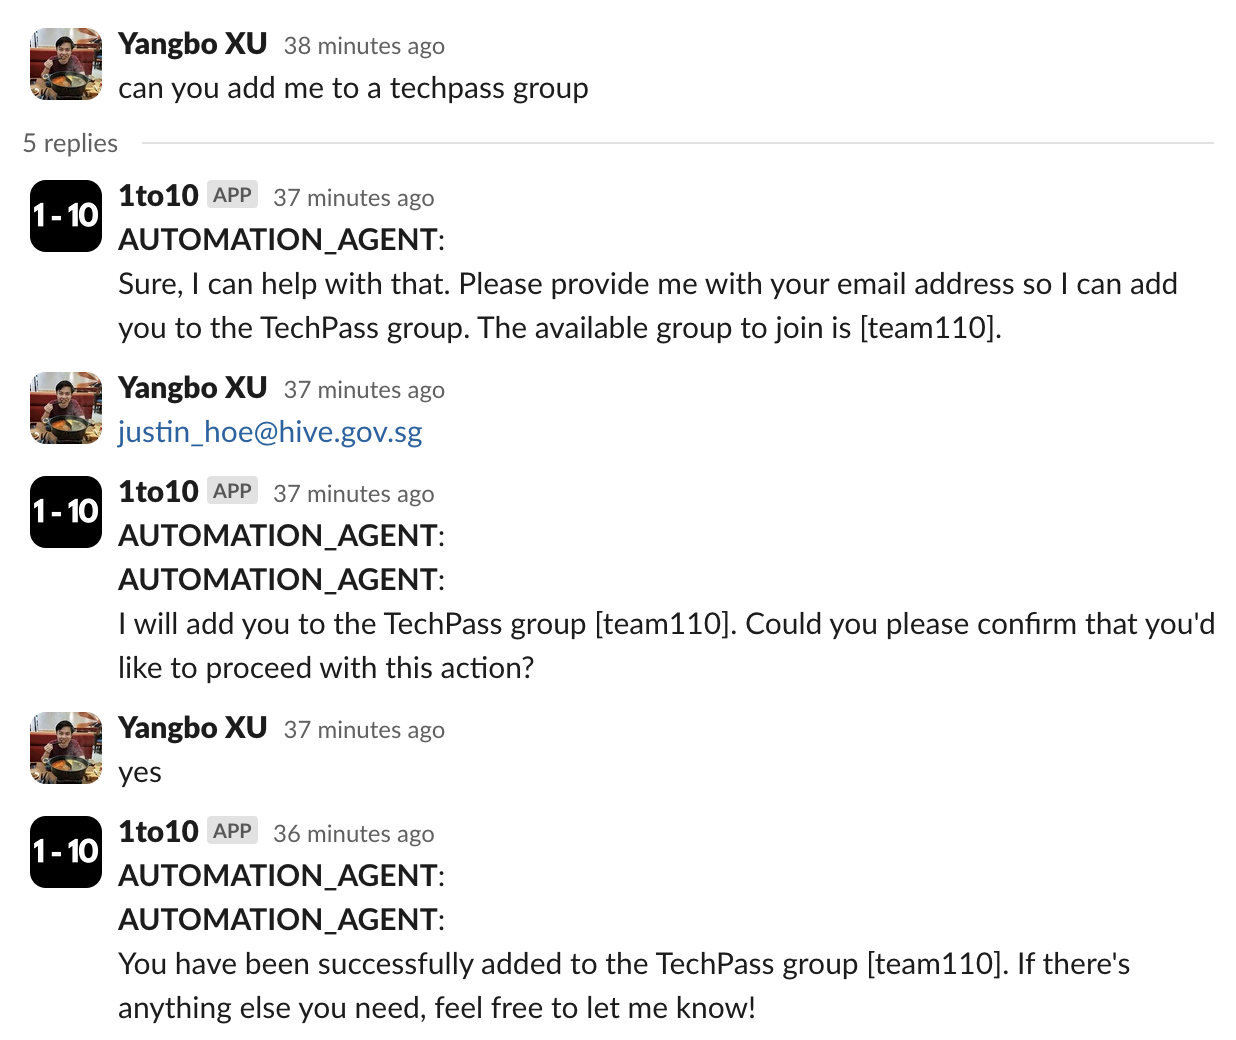 Yangbo XU 38 minutes ago
can you add me to a techpass group
5 replies
1 - 10
1to10 APP 37 minutes ago
AUTOMATION_AGENT:
Sure, I can help with that. Please provide me with your email address so I can add
you to the TechPass group. The available group to join is [team110].
Yangbo XU 37 minutes ago
justin_hoe@hive.gov.sg
1 - 10
1to10 APP 37 minutes ago
AUTOMATION_AGENT:
AUTOMATION_AGENT:
I will add you to the TechPass group [team110]. Could you please confirm that you'd
like to proceed with this action?
Yangbo XU 37 minutes ago
yes
1 - 10
1to10 APP 36 minutes ago
AUTOMATION_AGENT:
AUTOMATION_AGENT:
You have been successfully added to the TechPass group [team110]. If there's
anything else you need, feel free to let me know!